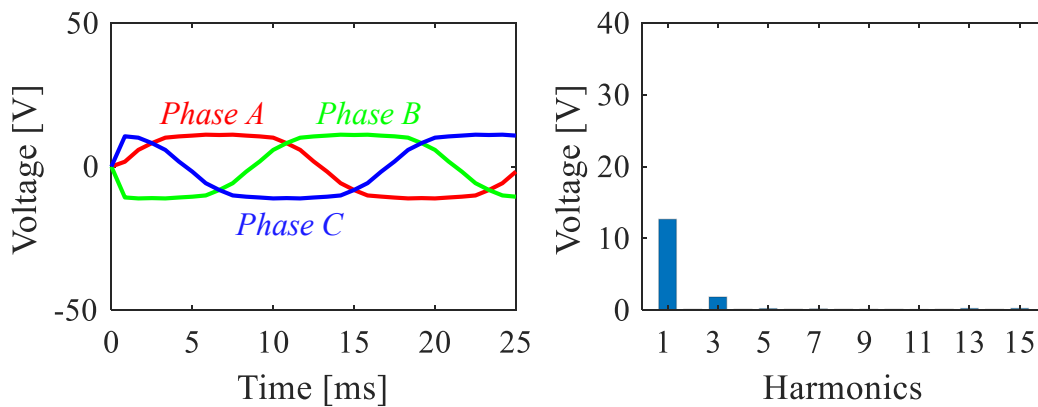 50
0
-50
Voltage [V]
Phase A
Phase B
Phase C
0 5 10 15 20 25
Time [ms]
40
30
20
10
0
Voltage [V]
1 3 5 7 9 11 13 15
Harmonics